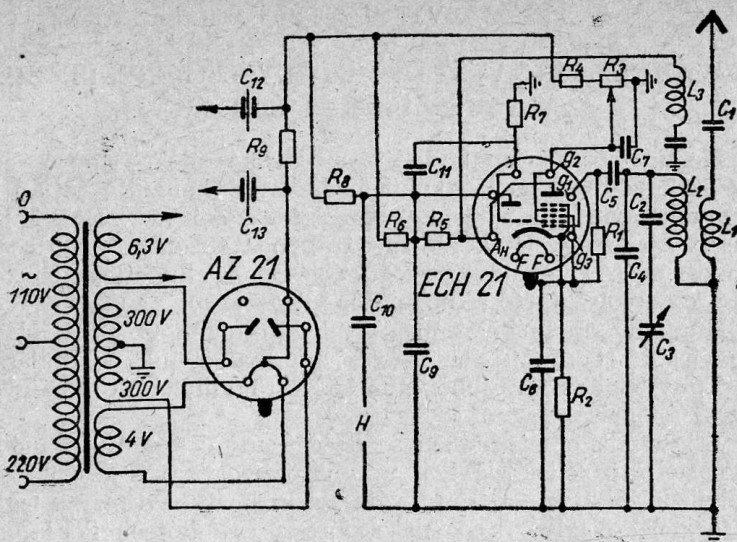 0
~
110V
220V
6,3V
300V
300V
4V
AZ 21
C12
R9
C13
R8
C10
H
C11
R6
R5
C9
ECH 21
R7
g2
g1
g3
AH
F F
R4
R3
C7
C5
R1
C6
R2
C4
C2
C3
L3
L2
L1
C1